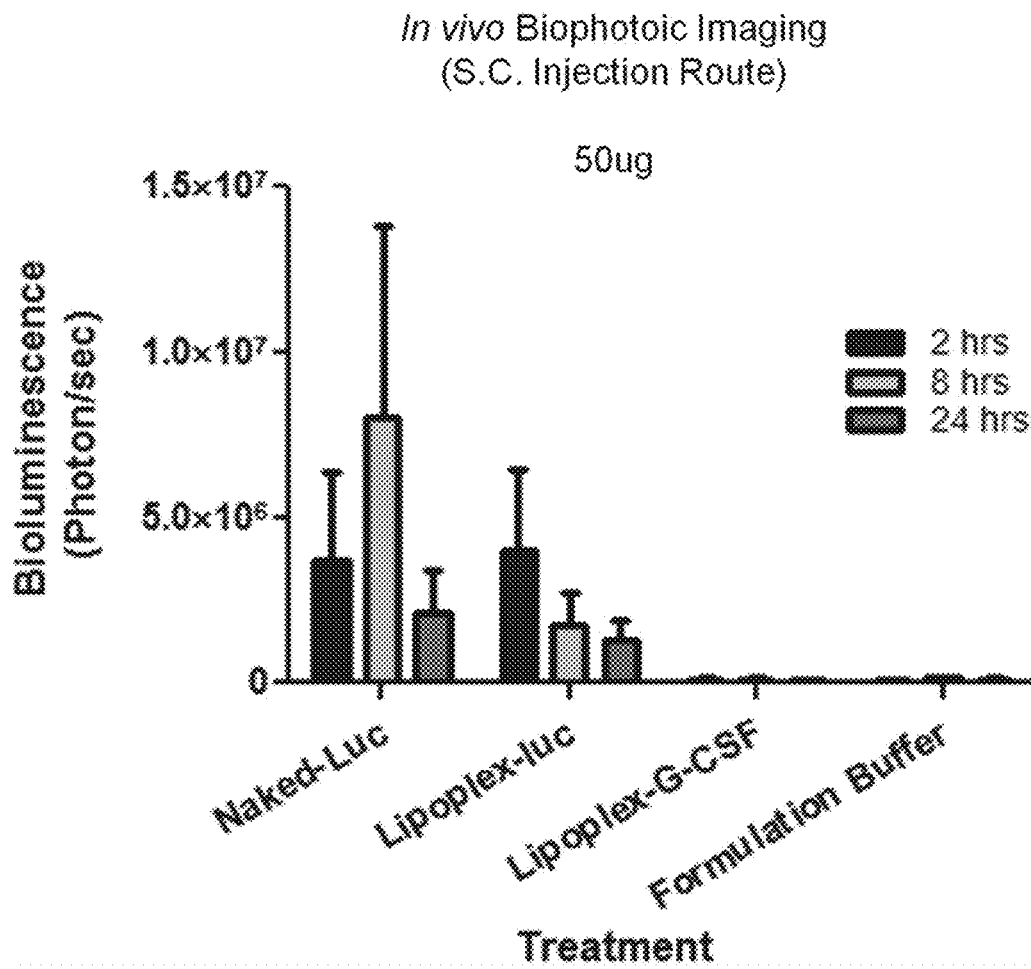 In vivo Biophotoic Imaging
(S.C. Injection Route)
50ug
1.5×10⁷
1.0×10⁷
5.0×10⁶
0
Bioluminescence
(Photon/sec)
2 hrs
8 hrs
24 hrs
Naked-Luc
Lipoplex-luc
Lipoplex-G-CSF
Formulation Buffer
Treatment